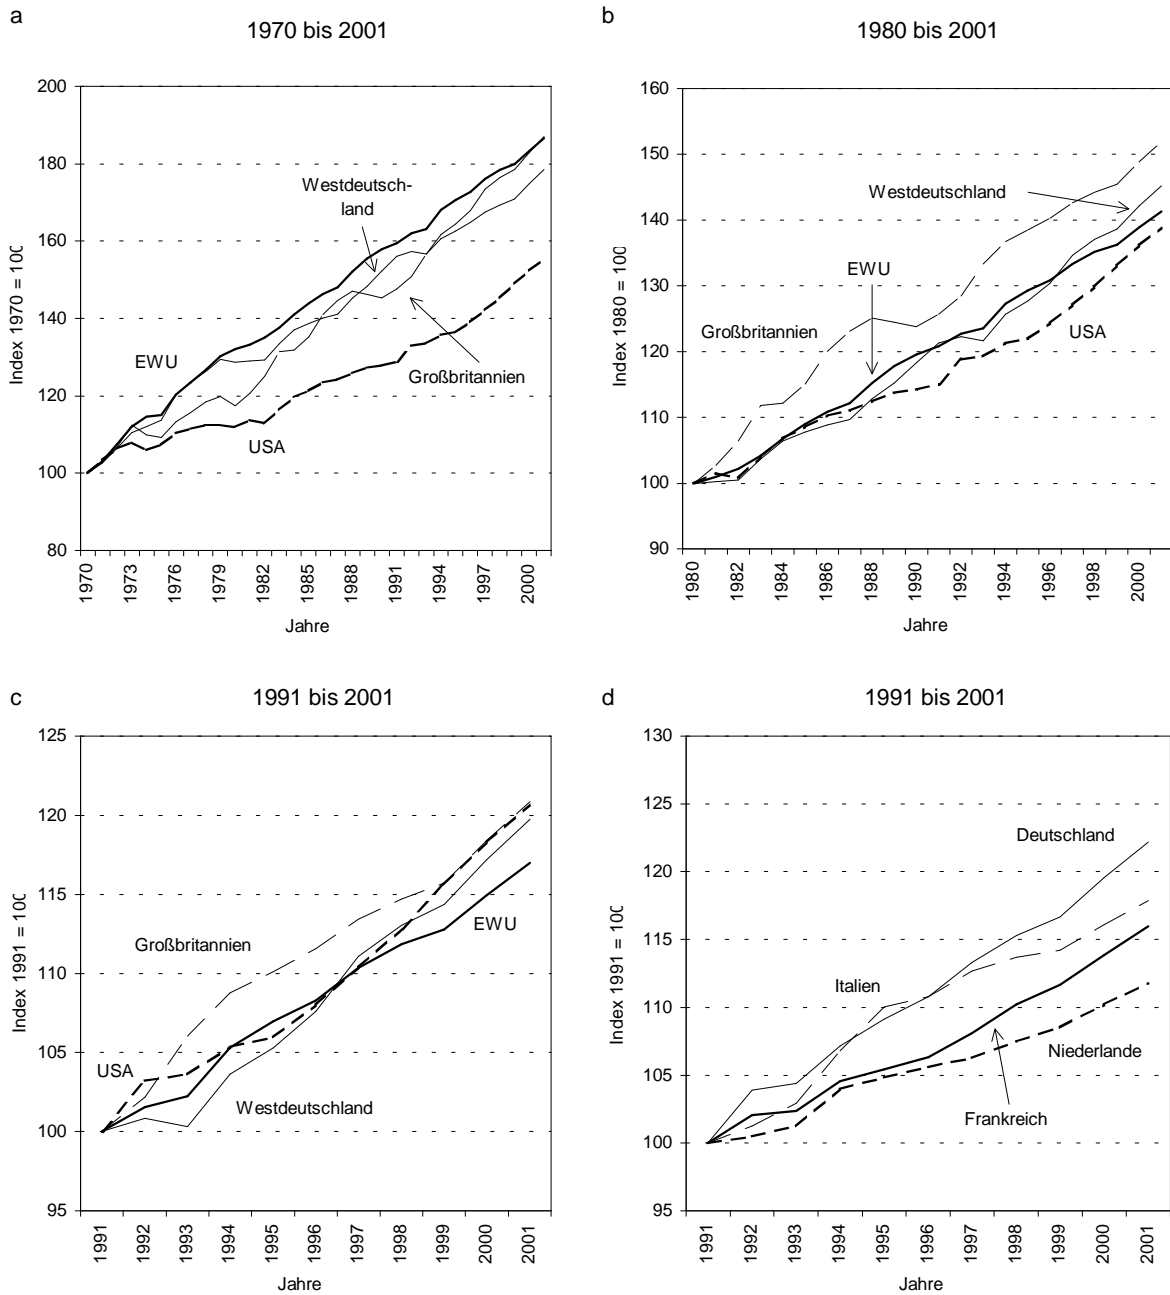 a
1970 bis 2001
Index 1970 = 100
200
180
160
140
120
100
80
Westdeutsch-
land
EWU
Großbritannien
USA
1970
1973
1976
1979
1982
1985
1988
1991
1994
1997
2000
Jahre
b
1980 bis 2001
Index 1980 = 100
160
150
140
130
120
110
100
90
Westdeutschland
EWU
Großbritannien
USA
1980
1982
1984
1986
1988
1990
1992
1994
1996
1998
2000
Jahre
c
1991 bis 2001
Index 1991 = 100
125
120
115
110
105
100
95
EWU
Großbritannien
USA
Westdeutschland
1991
1992
1993
1994
1995
1996
1997
1998
1999
2000
2001
Jahre
d
1991 bis 2001
Index 1991 = 100
130
125
120
115
110
105
100
95
Deutschland
Italien
Niederlande
Frankreich
1991
1992
1993
1994
1995
1996
1997
1998
1999
2000
2001
Jahre